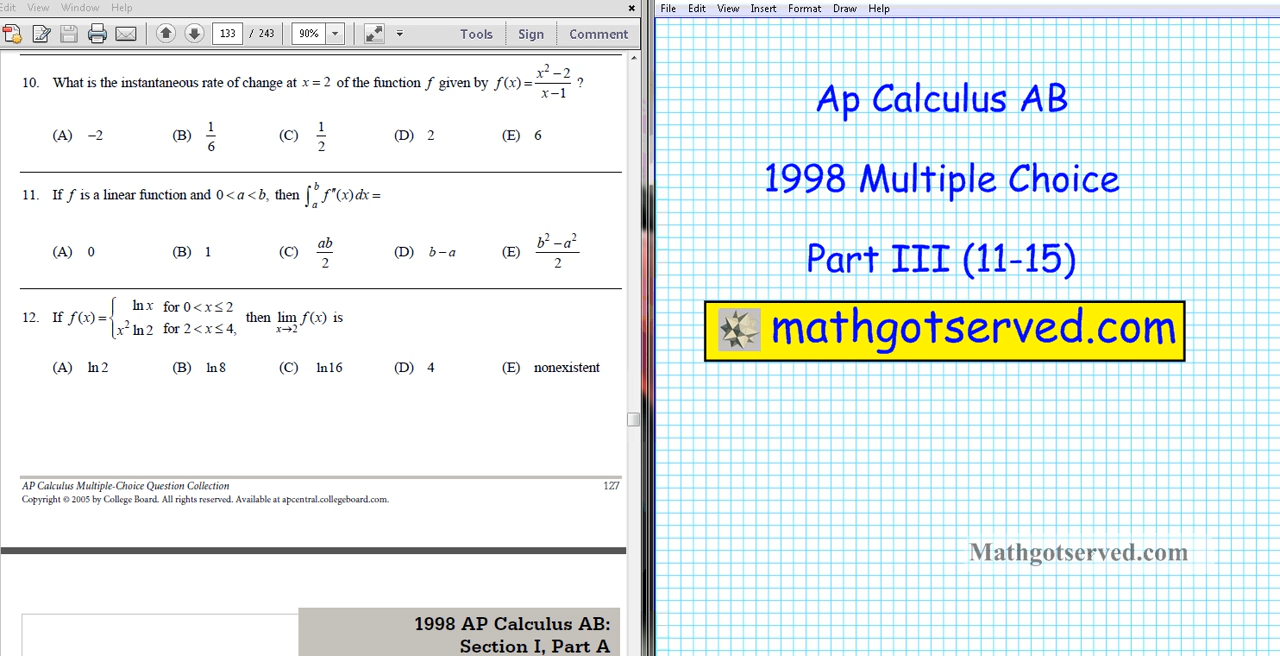 Edit View Window Help
133 / 243 90% Tools Sign Comment
10. What is the instantaneous rate of change at x = 2 of the function f given by f(x) = (x² − 2)/(x − 1) ?
(A) −2 (B) 1/6 (C) 1/2 (D) 2 (E) 6
11. If f is a linear function and 0 < a < b, then ∫ₐᵇ f″(x) dx =
(A) 0 (B) 1 (C) ab/2 (D) b − a (E) (b² − a²)/2
12. If f(x) = { ln x for 0 < x ≤ 2
x² ln 2 for 2 < x ≤ 4, then lim x→2 f(x) is
(A) ln 2 (B) ln 8 (C) ln 16 (D) 4 (E) nonexistent
AP Calculus Multiple-Choice Question Collection 127
Copyright © 2005 by College Board. All rights reserved. Available at apcentral.collegeboard.com.
1998 AP Calculus AB:
Section I, Part A
File Edit View Insert Format Draw Help
Ap Calculus AB
1998 Multiple Choice
Part III (11-15)
mathgotserved.com
Mathgotserved.com